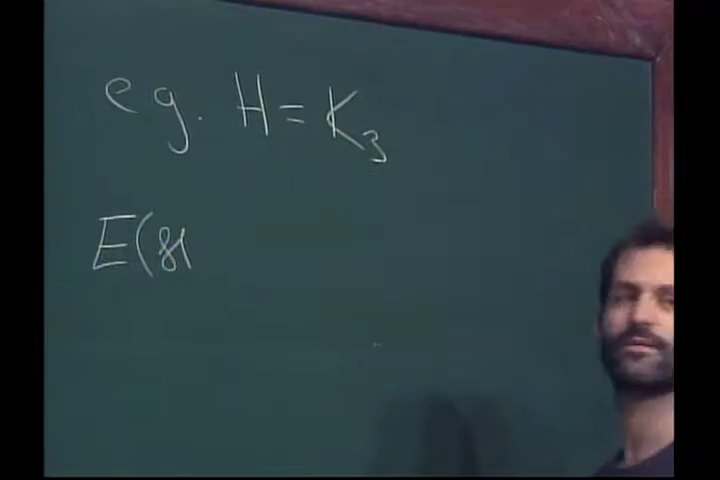 e.g. H = K₃
E(